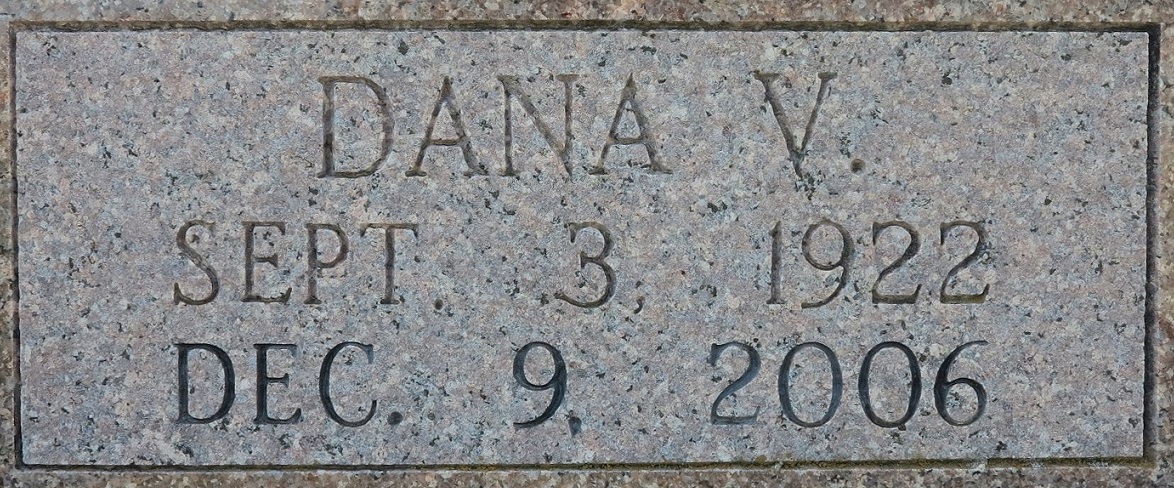 DANA V.
SEPT. 3, 1922
DEC. 9, 2006